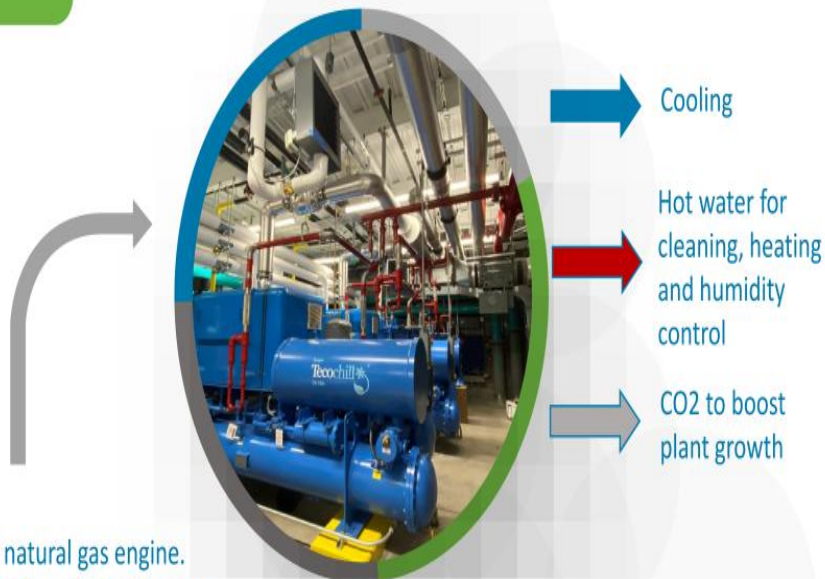 Cooling
Hot water for
cleaning, heating
and humidity
control
CO2 to boost
plant growth
Tecochill
natural gas engine.